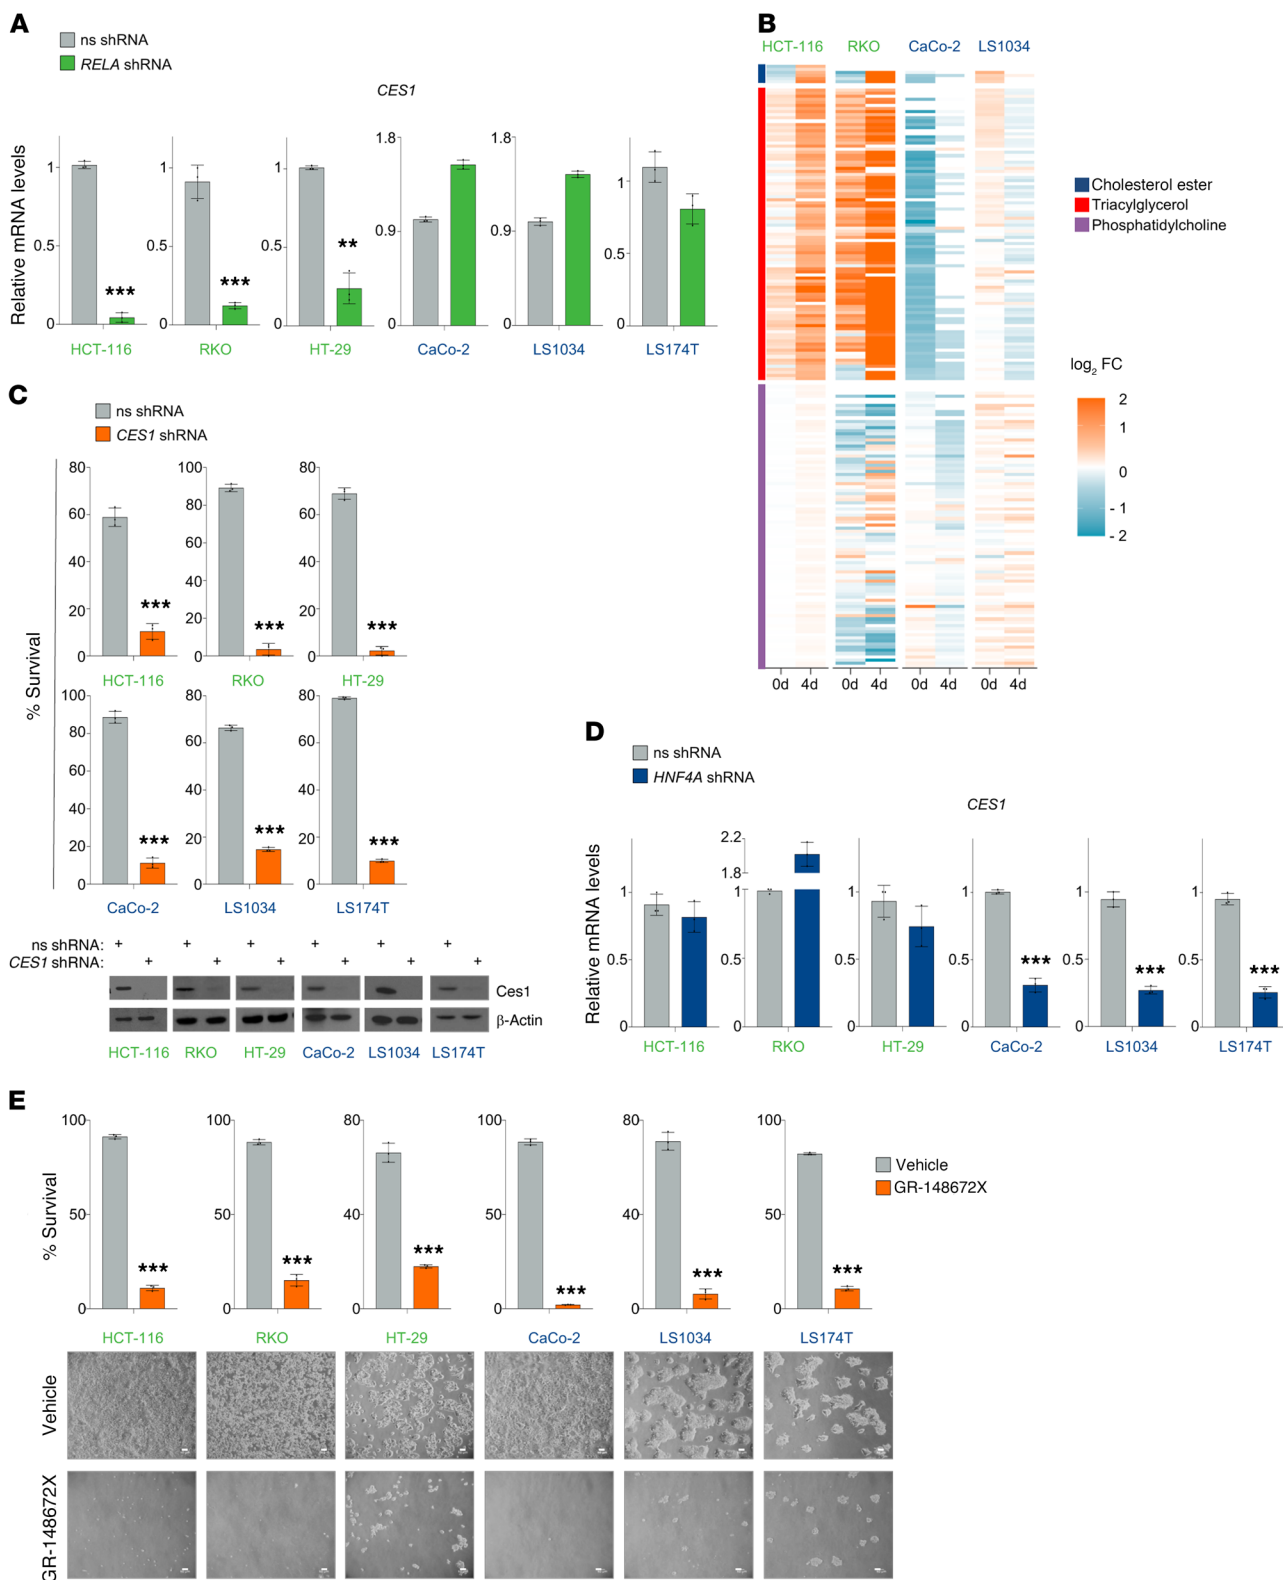 A
ns shRNA
RELA shRNA
CES1
Relative mRNA levels
1
0.5
0
***
HCT-116
1
0.5
0
***
RKO
1
0.5
0
**
HT-29
1.8
0.9
0
CaCo-2
1.8
0.9
0
LS1034
1
0.5
0
LS174T
B
HCT-116 RKO CaCo-2 LS1034
Cholesterol ester
Triacylglycerol
Phosphatidylcholine
log2 FC
2
1
0
- 1
- 2
0d 4d 0d 4d 0d 4d 0d 4d
C
ns shRNA
CES1 shRNA
% Survival
80
60
40
20
0
***
HCT-116
100
80
60
40
20
0
***
RKO
80
60
40
20
0
***
HT-29
100
80
60
40
20
0
***
CaCo-2
80
60
40
20
0
***
LS1034
80
60
40
20
0
***
LS174T
ns shRNA: + + + + + +
CES1 shRNA: + + + + + +
Ces1
β-Actin
HCT-116 RKO HT-29 CaCo-2 LS1034 LS174T
D
ns shRNA
HNF4A shRNA
CES1
Relative mRNA levels
1
0.5
0
HCT-116
2.2
1.8
1
0.5
0
RKO
1
0.5
0
HT-29
1
0.5
0
***
CaCo-2
1
0.5
0
***
LS1034
1
0.5
0
***
LS174T
E
% Survival
100
50
0
***
HCT-116
100
50
0
***
RKO
80
40
0
***
HT-29
100
50
0
***
CaCo-2
80
40
0
***
LS1034
100
50
0
***
LS174T
Vehicle
GR-148672X
Vehicle
GR-148672X